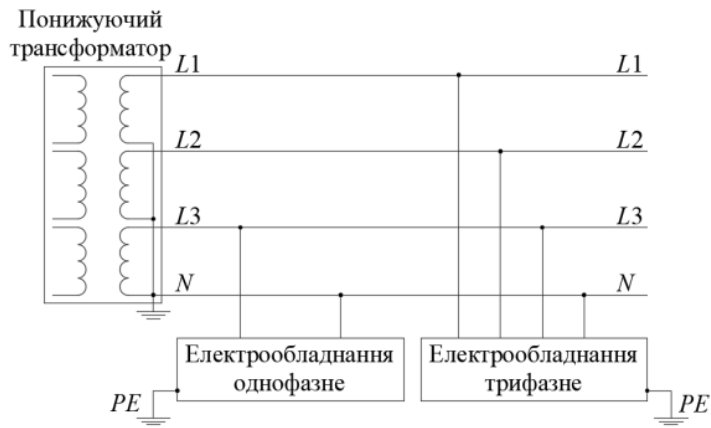 Понижуючий
трансформатор
L1 L1
L2 L2
L3 L3
N N
Електрообладнання
однофазне
Електрообладнання
трифазне
PE PE